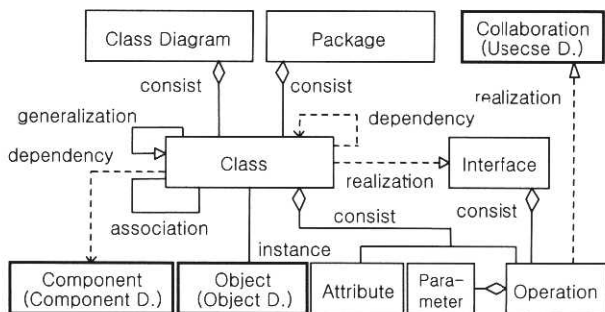 Class Diagram
Package
Collaboration
(Usecse D.)
consist
consist
realization
generalization
dependency
dependency
Class
Interface
realization
association
consist
consist
instance
Component
(Component D.)
Object
(Object D.)
Attribute
Para-
meter
Operation